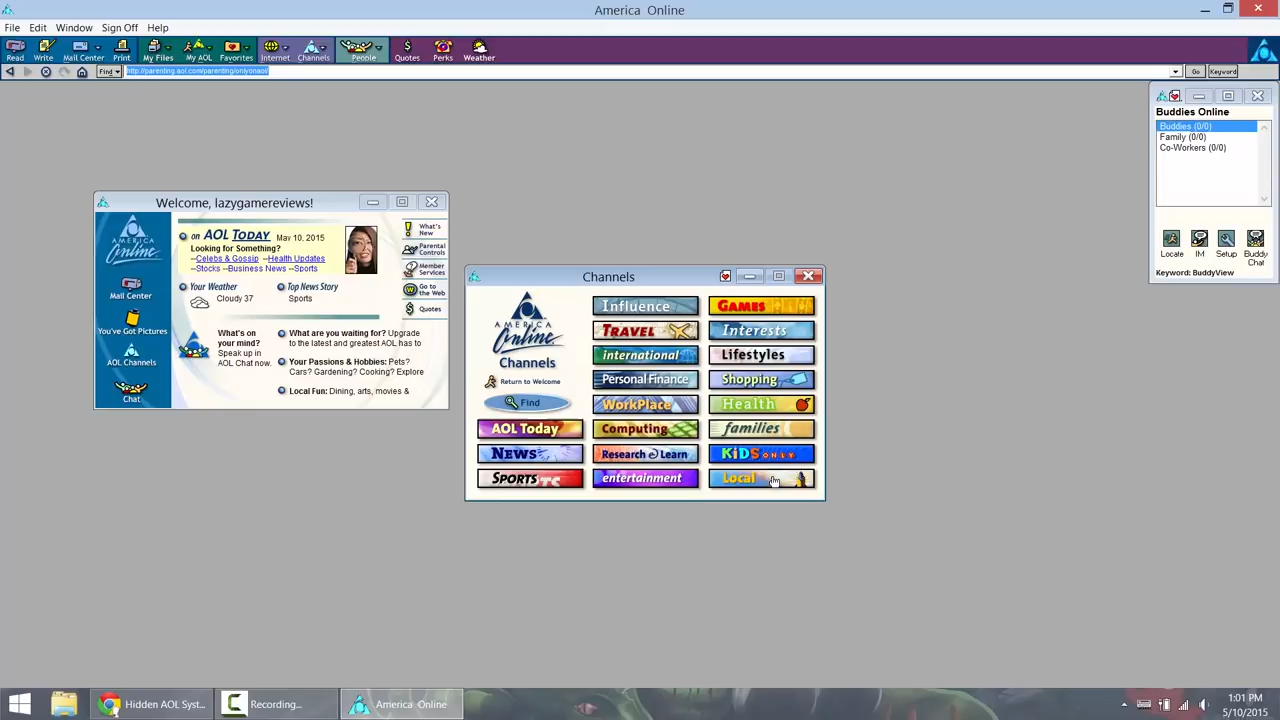 America Online
File Edit Window Sign Off Help
Read Write Mail Center Print My Files My AOL Favorites Internet Channels People Quotes Perks Weather
Find http://parenting.aol.com/parenting/onlyonaol/ Go Keyword
Buddies Online
Buddies (0/0)
Family (0/0)
Co-Workers (0/0)
Locate IM Setup Buddy Chat
Keyword: BuddyView
Welcome, lazygamereviews!
AMERICA Online
Mail Center
You've Got Pictures
AOL Channels
Chat
on AOL TODAY May 10, 2015
Looking for Something?
--Celebs & Gossip --Health Updates
--Stocks --Business News --Sports
Your Weather
Cloudy 37
Top News Story
Sports
What's on your mind? Speak up in AOL Chat now.
What are you waiting for? Upgrade
to the latest and greatest AOL has to
Your Passions & Hobbies: Pets?
Cars? Gardening? Cooking? Explore
Local Fun: Dining, arts, movies &
What's New
Parental Controls
Member Services
Go to the Web
Quotes
Channels
AMERICA Online
Channels
Return to Welcome
Find
AOL Today
News
Sports
Influence
Travel
international
Personal Finance
WorkPlace
Computing
Research & Learn
entertainment
Games
Interests
Lifestyles
Shopping
Health
families
KIDS ONLY
Local
Hidden AOL Syst...
Recording...
America Online
1:01 PM
5/10/2015